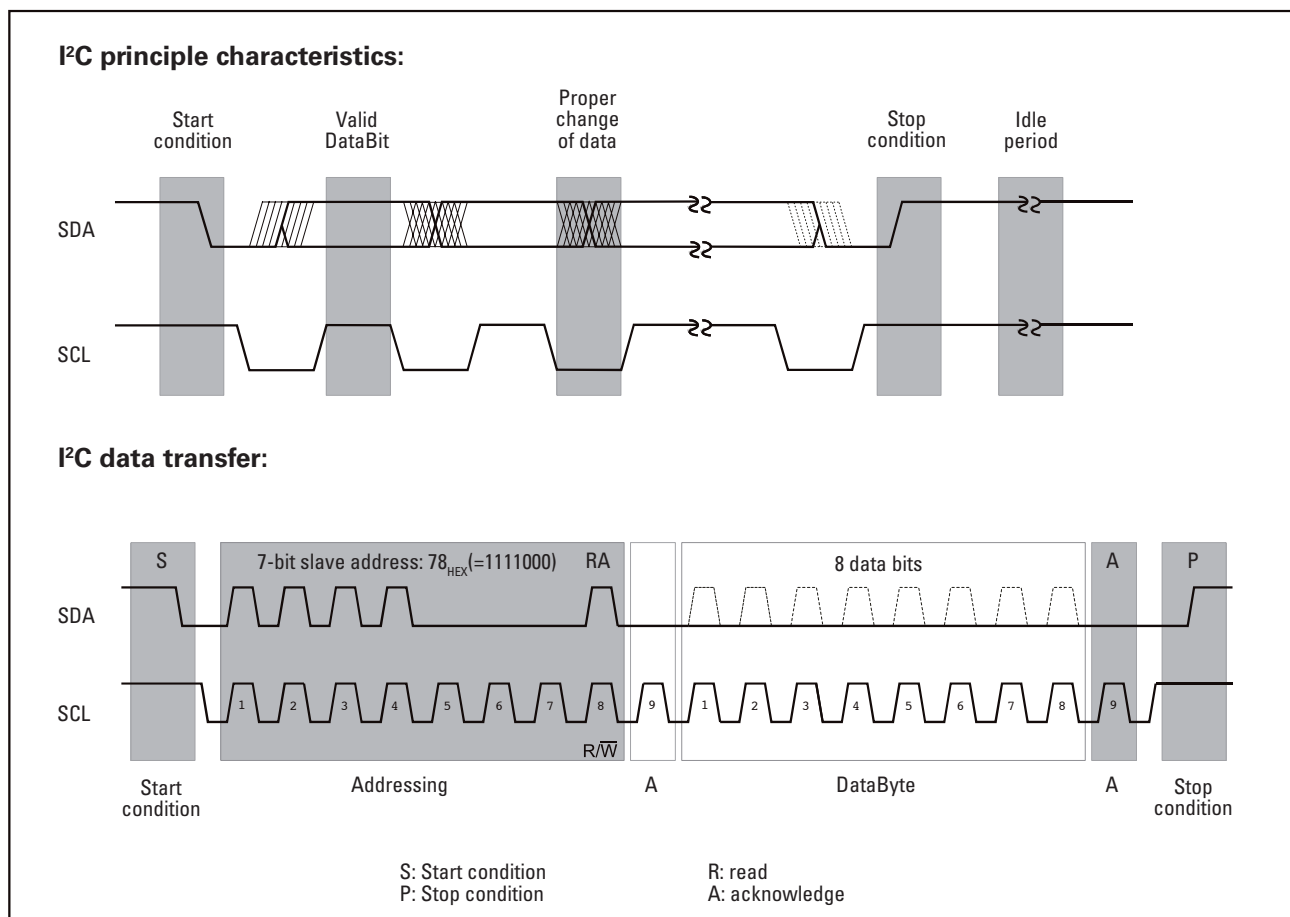 I²C principle characteristics:
Start condition
Valid DataBit
Proper change of data
Stop condition
Idle period
SDA
SCL
I²C data transfer:
S
7-bit slave address: 78HEX(=1111000)
RA
8 data bits
A
P
SDA
SCL
1 2 3 4 5 6 7 8 9 1 2 3 4 5 6 7 8 9
R/W̅
Start condition
Addressing
A
DataByte
A
Stop condition
S: Start condition
P: Stop condition
R: read
A: acknowledge